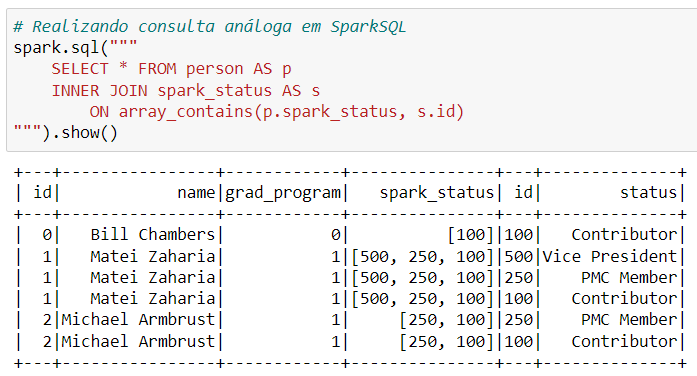 # Realizando consulta análoga em SparkSQL
spark.sql("""
    SELECT * FROM person AS p
    INNER JOIN spark_status AS s
        ON array_contains(p.spark_status, s.id)
""").show()
+---+----------------+------------+---------------+---+--------------+
| id|            name|grad_program|   spark_status| id|        status|
+---+----------------+------------+---------------+---+--------------+
|  0|   Bill Chambers|           0|          [100]|100|   Contributor|
|  1|   Matei Zaharia|           1|[500, 250, 100]|500|Vice President|
|  1|   Matei Zaharia|           1|[500, 250, 100]|250|    PMC Member|
|  1|   Matei Zaharia|           1|[500, 250, 100]|100|   Contributor|
|  2|Michael Armbrust|           1|     [250, 100]|250|    PMC Member|
|  2|Michael Armbrust|           1|     [250, 100]|100|   Contributor|
+---+----------------+------------+---------------+---+--------------+